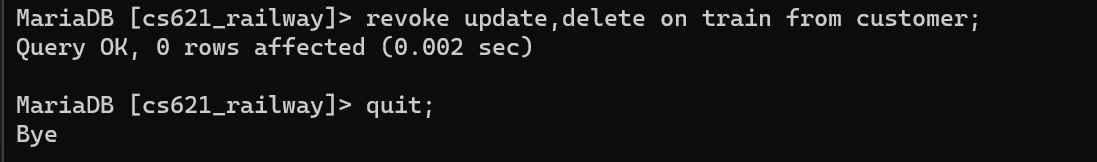 MariaDB [cs621_railway]> revoke update,delete on train from customer;
Query OK, 0 rows affected (0.002 sec)
MariaDB [cs621_railway]> quit;
Bye